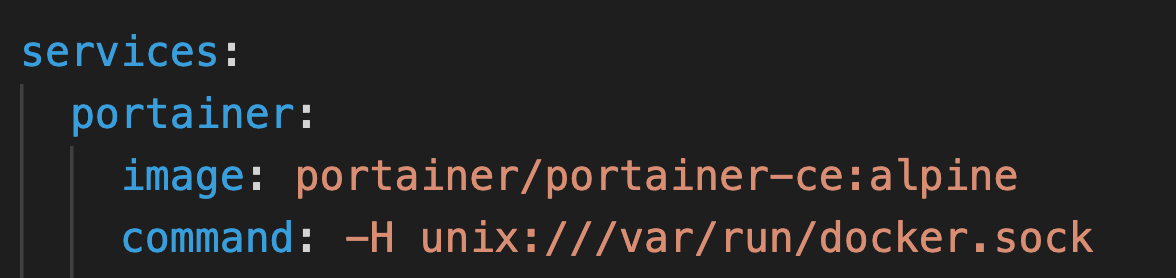 services:
  portainer:
    image: portainer/portainer-ce:alpine
    command: -H unix:///var/run/docker.sock